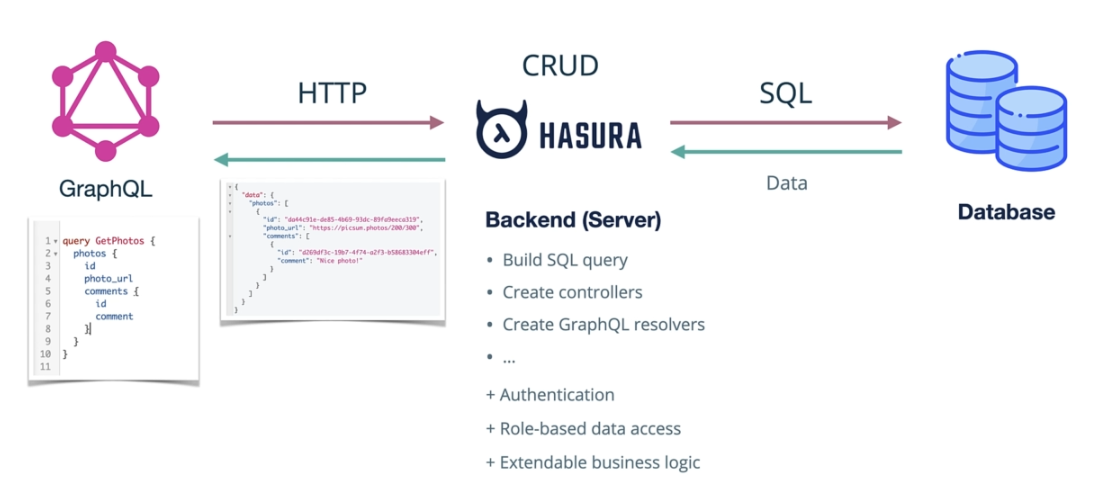 CRUD
HTTP
SQL
HASURA
GraphQL
Data
Database
Backend (Server)
• Build SQL query
• Create controllers
• Create GraphQL resolvers
• ...
+ Authentication
+ Role-based data access
+ Extendable business logic
1 query GetPhotos {
2 photos {
3 id
4 photo_url
5 comments {
6 id
7 comment
8 }
9 }
10 }
11
{
"data": {
"photos": [
{
"id": "da44c91e-de85-4b69-93dc-89fa9eeca319",
"photo_url": "https://picsum.photos/200/300",
"comments": [
{
"id": "d269df3c-19b7-4f74-a2f3-b58683304eff",
"comment": "Nice photo!"
}
]
}
]
}
}